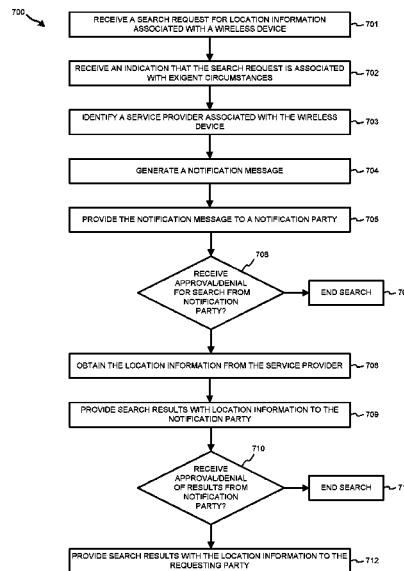 700
RECEIVE A SEARCH REQUEST FOR LOCATION INFORMATION
ASSOCIATED WITH A WIRELESS DEVICE
701
RECEIVE AN INDICATION THAT THE SEARCH REQUEST IS ASSOCIATED
WITH EXIGENT CIRCUMSTANCES
702
IDENTIFY A SERVICE PROVIDER ASSOCIATED WITH THE WIRELESS
DEVICE
703
GENERATE A NOTIFICATION MESSAGE
704
PROVIDE THE NOTIFICATION MESSAGE TO A NOTIFICATION PARTY
705
706
RECEIVE
APPROVAL/DENIAL
FOR SEARCH FROM
NOTIFICATION
PARTY?
END SEARCH
OBTAIN THE LOCATION INFORMATION FROM THE SERVICE PROVIDER
708
PROVIDE SEARCH RESULTS WITH LOCATION INFORMATION TO THE
NOTIFICATION PARTY
709
710
RECEIVE
APPROVAL/DENIAL
OF RESULTS FROM
NOTIFICATION
PARTY?
END SEARCH
PROVIDE SEARCH RESULTS WITH THE LOCATION INFORMATION TO THE
REQUESTING PARTY
712